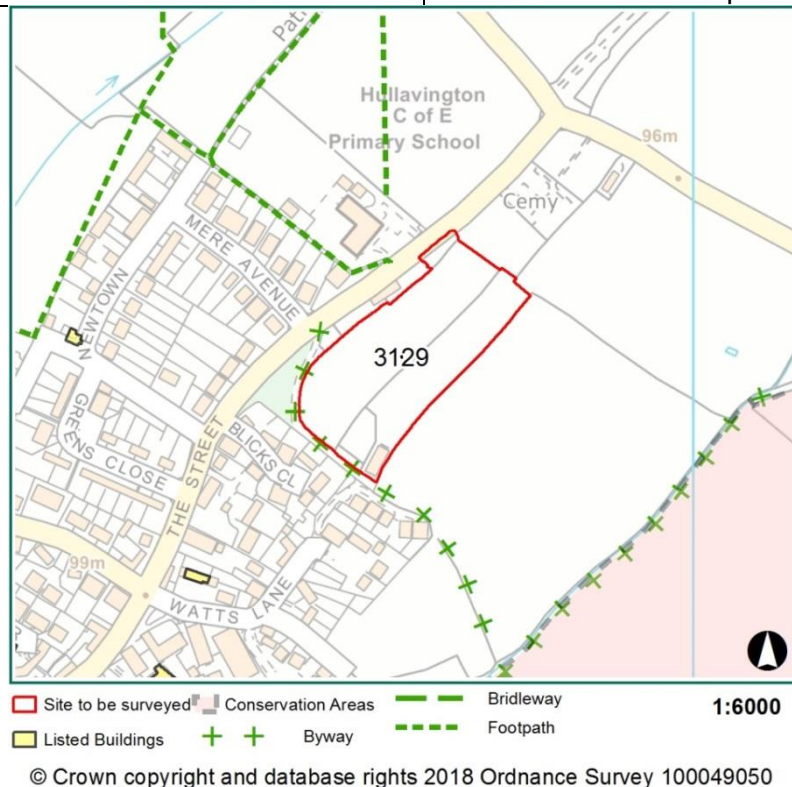 Hullavington
C of E
Primary School
96m
Cemy
MERE AVENUE
NEWTOWN
3129
GREENS CLOSE
THE STREET
BLICKS CL
99m
WATTS LANE
Site to be surveyed
Conservation Areas
Bridleway
1:6000
Listed Buildings
Byway
Footpath
© Crown copyright and database rights 2018 Ordnance Survey 100049050